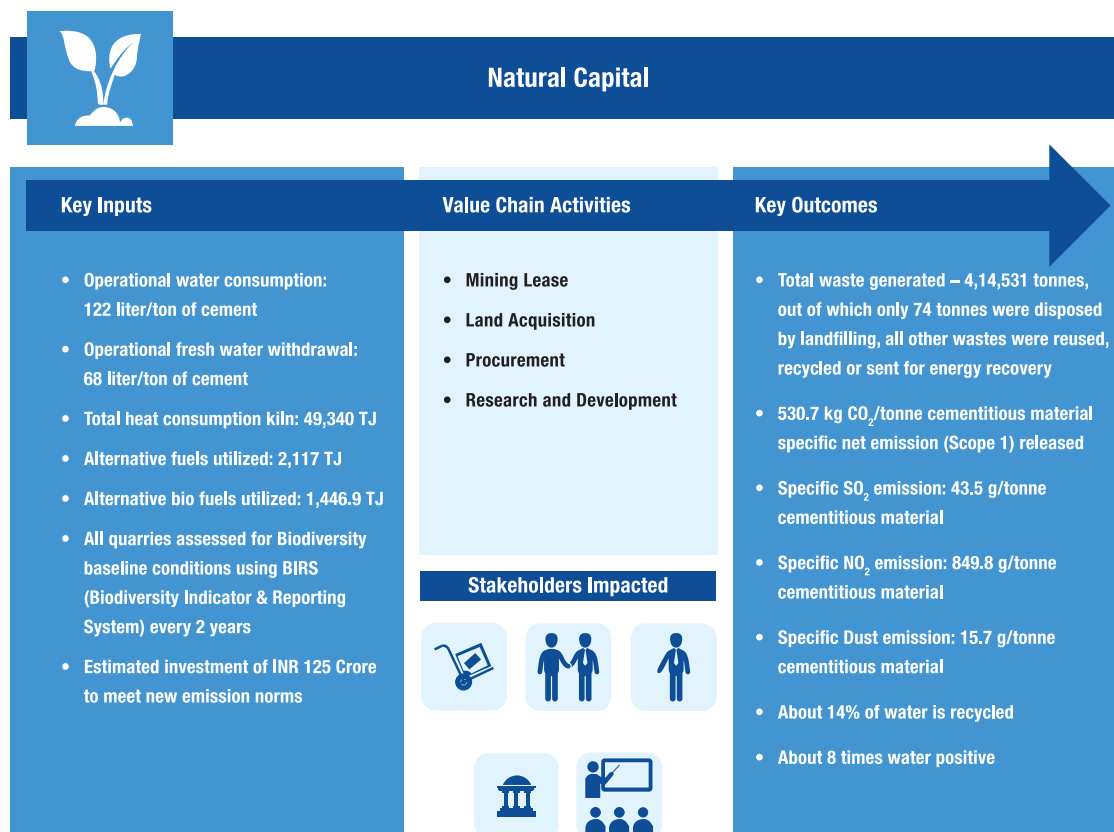 Natural Capital
Key Inputs
• Operational water consumption:
122 liter/ton of cement
• Operational fresh water withdrawal:
68 liter/ton of cement
• Total heat consumption kiln: 49,340 TJ
• Alternative fuels utilized: 2,117 TJ
• Alternative bio fuels utilized: 1,446.9 TJ
• All quarries assessed for Biodiversity
baseline conditions using BIRS
(Biodiversity Indicator & Reporting
System) every 2 years
• Estimated investment of INR 125 Crore
to meet new emission norms
Value Chain Activities
• Mining Lease
• Land Acquisition
• Procurement
• Research and Development
Stakeholders Impacted
Key Outcomes
• Total waste generated – 4,14,531 tonnes,
out of which only 74 tonnes were disposed
by landfilling, all other wastes were reused,
recycled or sent for energy recovery
• 530.7 kg CO₂/tonne cementitious material
specific net emission (Scope 1) released
• Specific SO₂ emission: 43.5 g/tonne
cementitious material
• Specific NO₂ emission: 849.8 g/tonne
cementitious material
• Specific Dust emission: 15.7 g/tonne
cementitious material
• About 14% of water is recycled
• About 8 times water positive